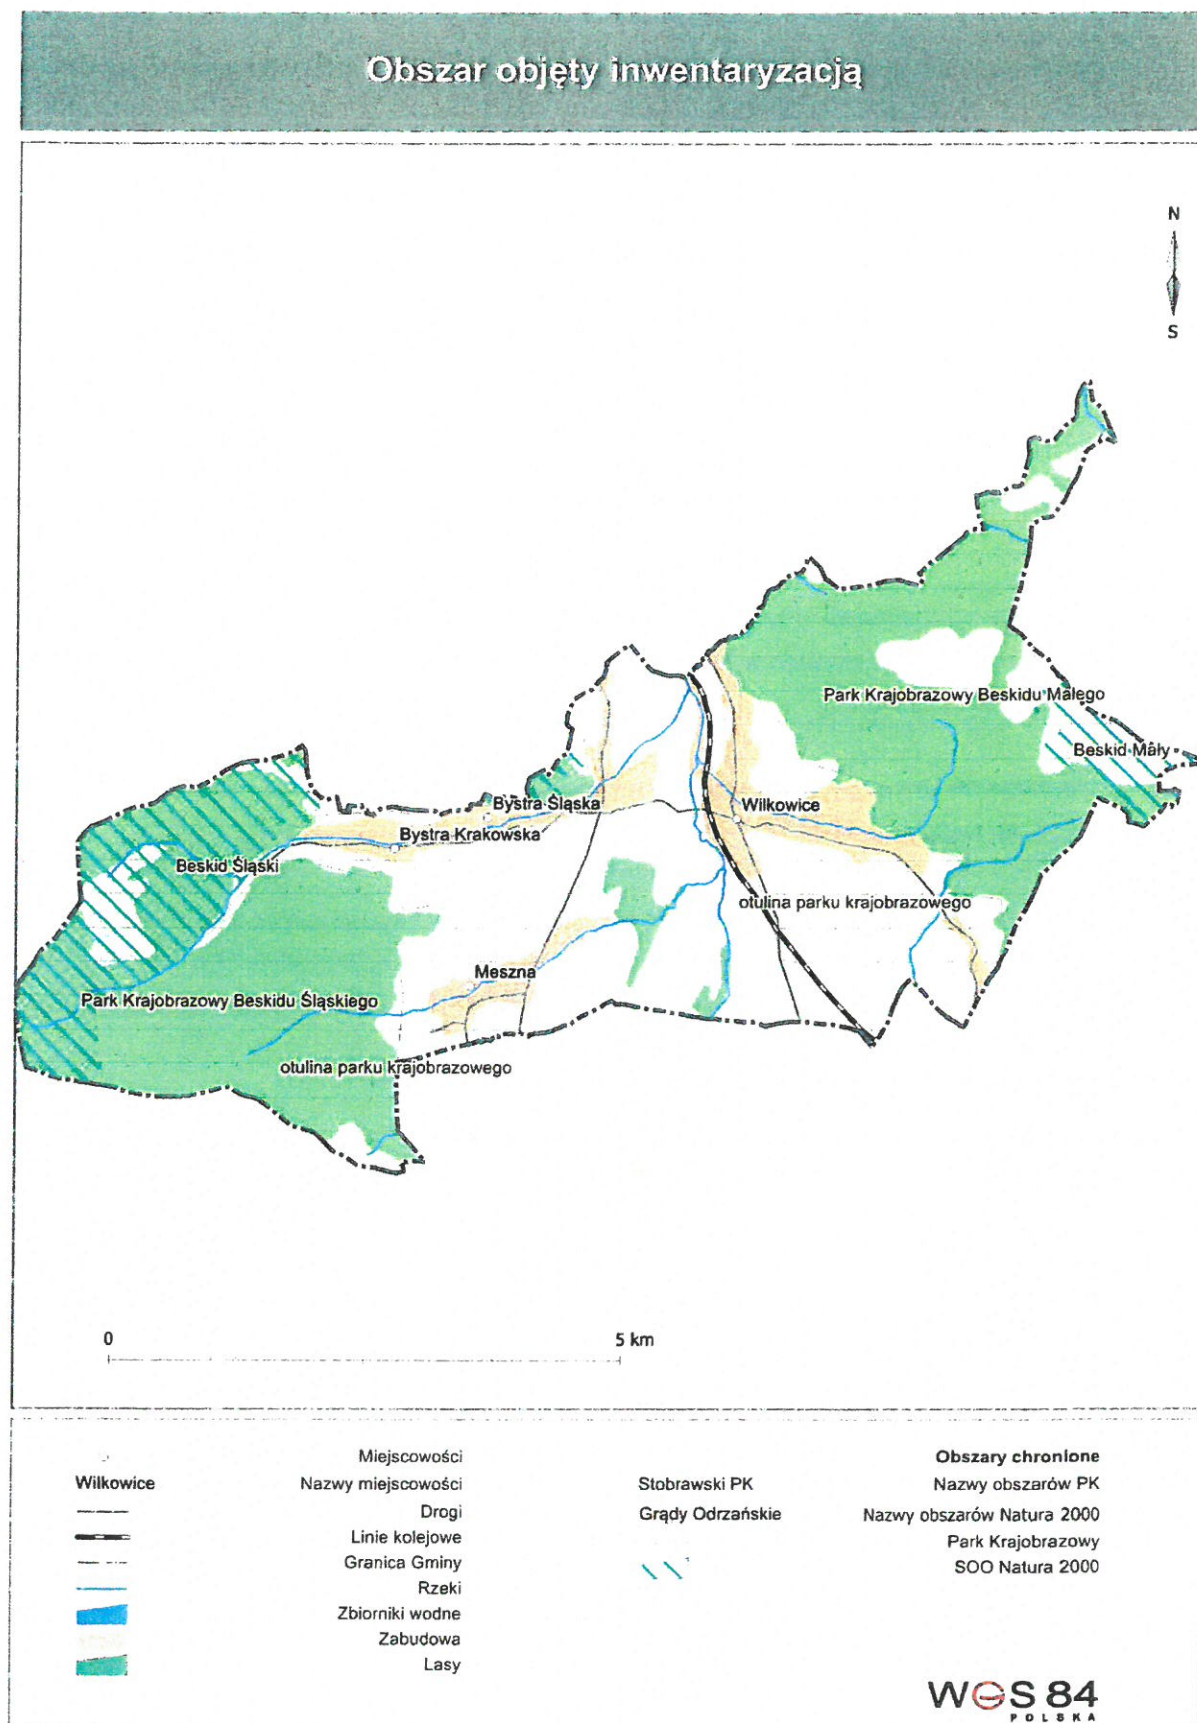 Obszar objęty inwentaryzacją
N
S
Park Krajobrazowy Beskidu Małego
Beskid Mały
Bystra Śląska
Wilkowice
Bystra Krakowska
Beskid Śląski
otulina parku krajobrazowego
Meszna
Park Krajobrazowy Beskidu Śląskiego
otulina parku krajobrazowego
0 5 km
Miejscowości
Wilkowice Nazwy miejscowości
Drogi
Linie kolejowe
Granica Gminy
Rzeki
Zbiorniki wodne
Zabudowa
Lasy
Obszary chronione
Stobrawski PK Nazwy obszarów PK
Grądy Odrzańskie Nazwy obszarów Natura 2000
Park Krajobrazowy
SOO Natura 2000
WGS 84
POLSKA